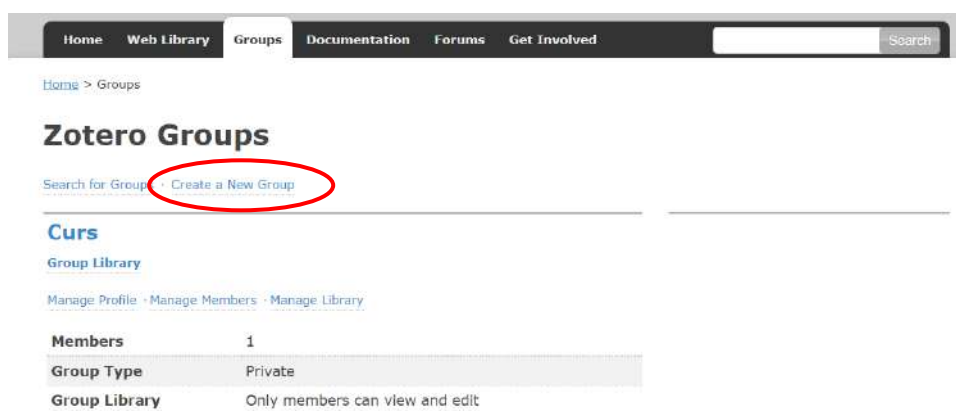 Home Web Library Groups Documentation Forums Get Involved Search
Home > Groups
Zotero Groups
Search for Groups · Create a New Group
Curs
Group Library
Manage Profile · Manage Members · Manage Library
Members 1
Group Type Private
Group Library Only members can view and edit